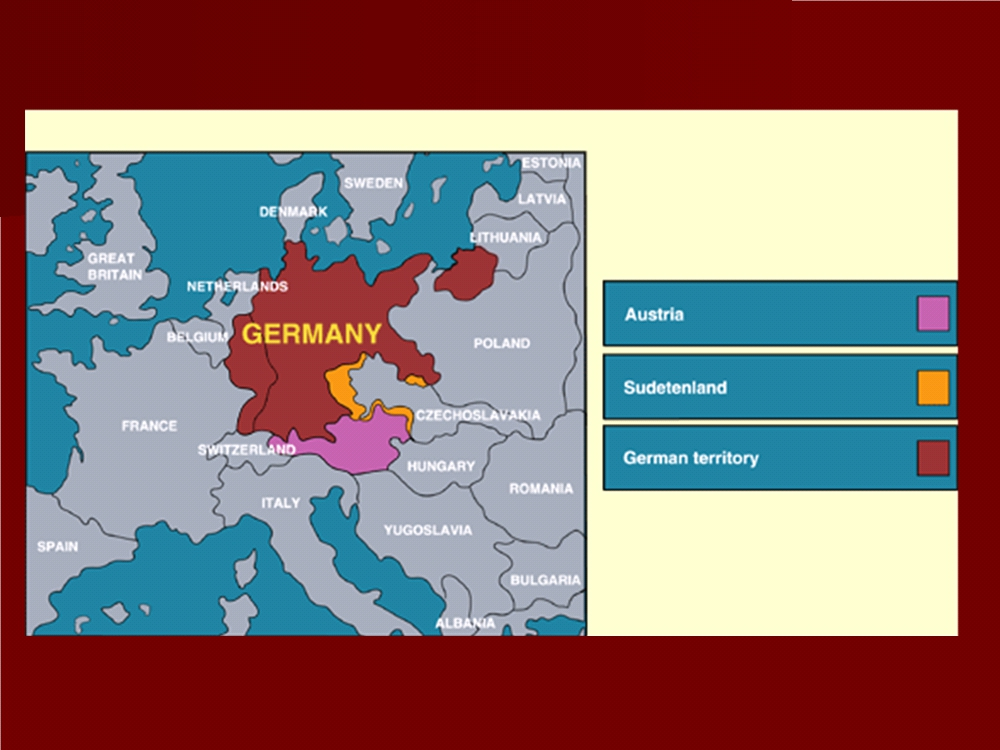 ESTONIA
SWEDEN
LATVIA
DENMARK
LITHUANIA
GREAT
BRITAIN
NETHERLANDS
GERMANY
BELGIUM
POLAND
CZECHOSLAVAKIA
FRANCE
SWITZERLAND
HUNGARY
ROMANIA
ITALY
YUGOSLAVIA
SPAIN
BULGARIA
ALBANIA
Austria
Sudetenland
German territory